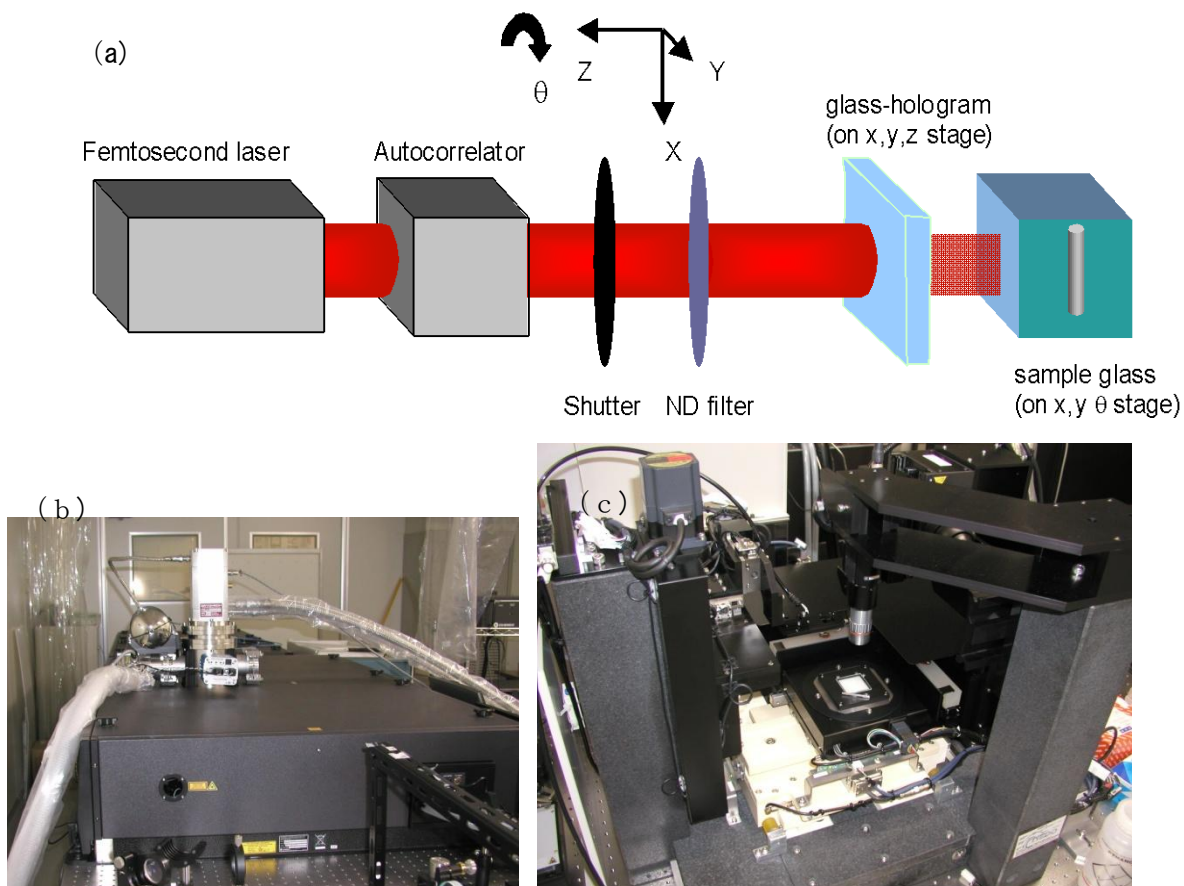 (a)
Z
Y
θ
X
glass-hologram
(on x,y,z stage)
Femtosecond laser
Autocorrelator
Shutter
ND filter
sample glass
(on x,y θ stage)
(b)
(c)